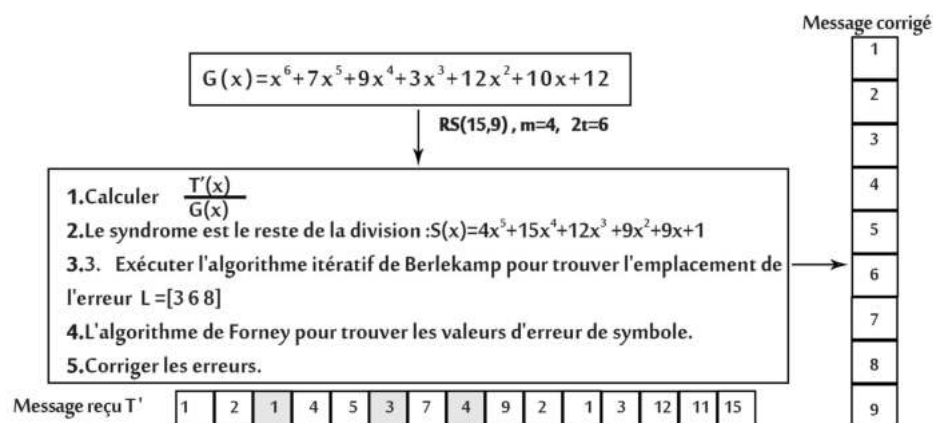 Message corrigé
G(x)=x⁶+7x⁵+9x⁴+3x³+12x²+10x+12
RS(15,9) , m=4, 2t=6
1.Calculer T'(x)
G(x)
2.Le syndrome est le reste de la division :S(x)=4x⁵+15x⁴+12x³+9x²+9x+1
3.3. Exécuter l'algorithme itératif de Berlekamp pour trouver l'emplacement de
l'erreur L=[3 6 8]
4.L'algorithme de Forney pour trouver les valeurs d'erreur de symbole.
5.Corriger les erreurs.
Message reçu T' 1 2 1 4 5 3 7 4 9 2 1 3 12 11 15
1
2
3
4
5
6
7
8
9